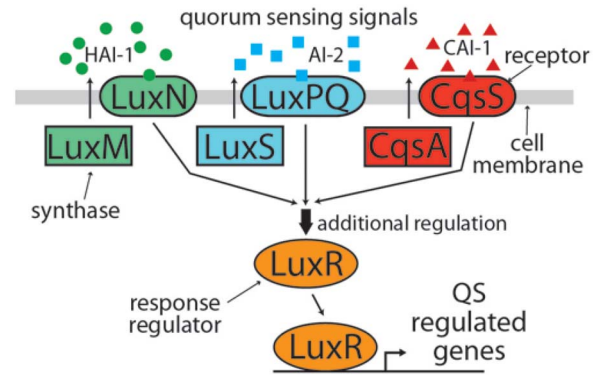 quorum sensing signals
HAI-1
AI-2
CAI-1
receptor
LuxN
LuxPQ
CqsS
LuxM
LuxS
CqsA
cell
membrane
synthase
additional regulation
LuxR
response
regulator
QS
regulated
genes
LuxR